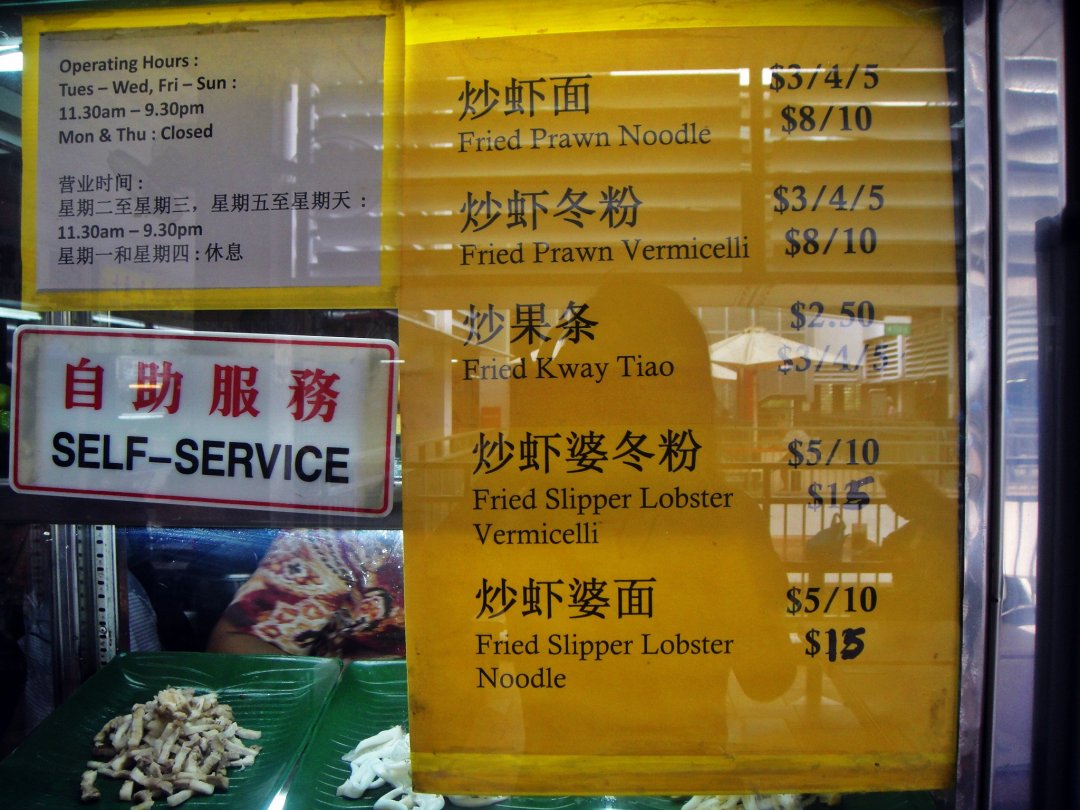 Operating Hours :
Tues – Wed, Fri – Sun :
11.30am – 9.30pm
Mon & Thu : Closed
营业时间 :
星期二至星期三，星期五至星期天 :
11.30am – 9.30pm
星期一和星期四 : 休息
自助服務
SELF-SERVICE
炒虾面 $3/4/5
Fried Prawn Noodle $8/10
炒虾冬粉 $3/4/5
Fried Prawn Vermicelli $8/10
炒果条 $2.50
Fried Kway Tiao $3/4/5
炒虾婆冬粉 $5/10
Fried Slipper Lobster $15
Vermicelli
炒虾婆面 $5/10
Fried Slipper Lobster $15
Noodle